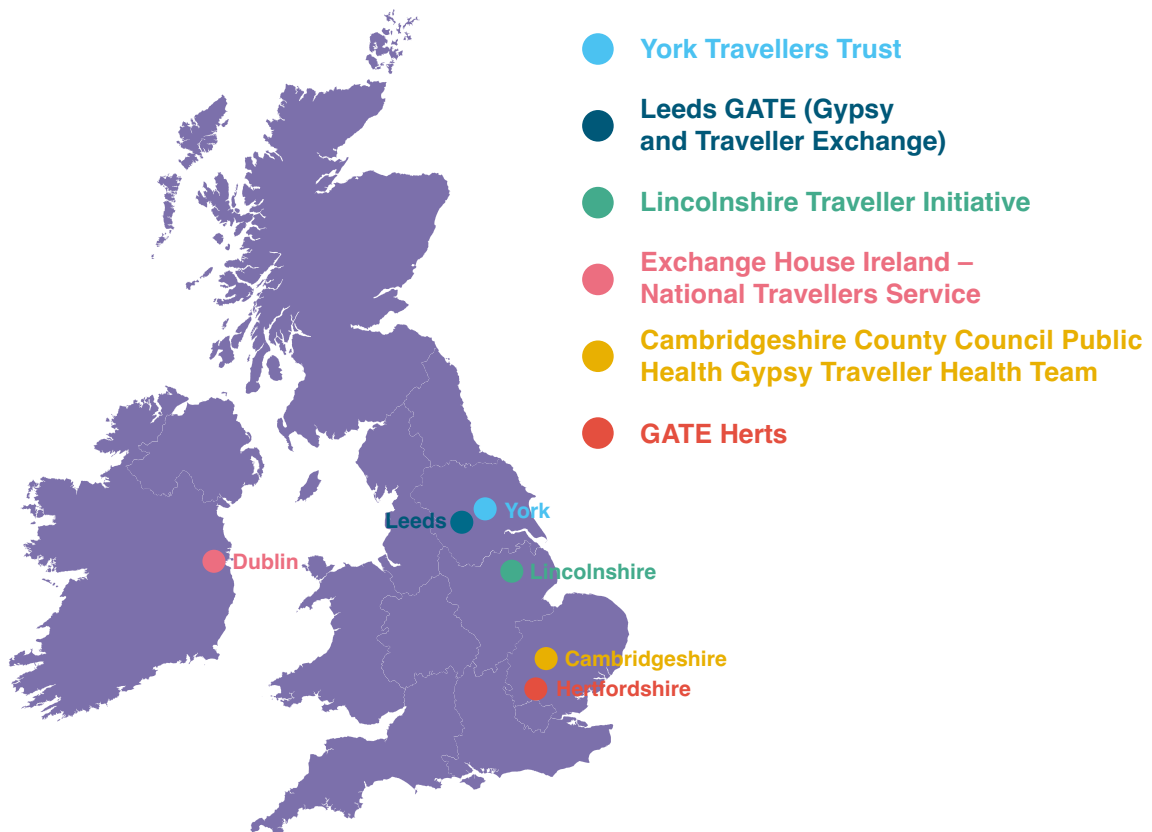 York Travellers Trust
Leeds GATE (Gypsy
and Traveller Exchange)
Lincolnshire Traveller Initiative
Exchange House Ireland –
National Travellers Service
Cambridgeshire County Council Public
Health Gypsy Traveller Health Team
GATE Herts
York
Leeds
Dublin
Lincolnshire
Cambridgeshire
Hertfordshire